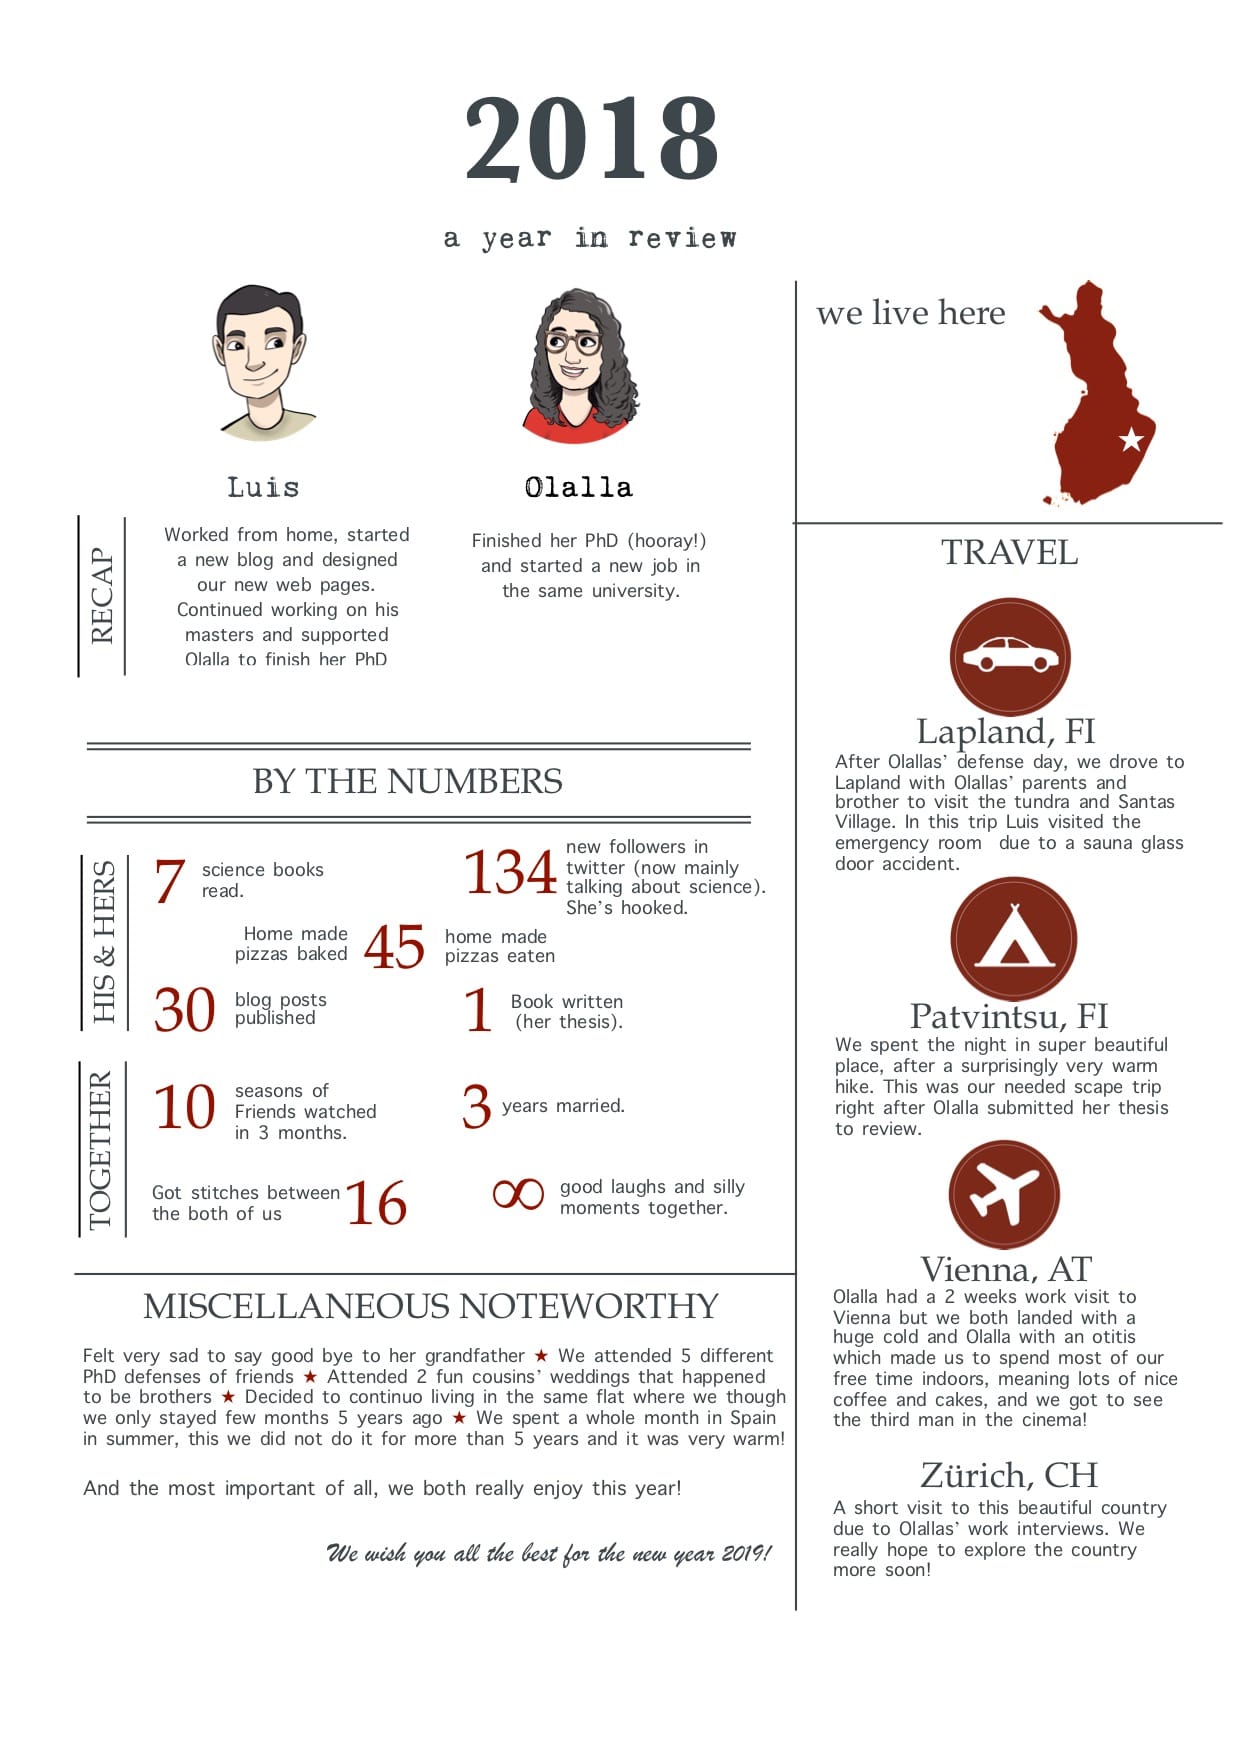 2018
a year in review
Luis
Olalla
RECAP
Worked from home, started
a new blog and designed
our new web pages.
Continued working on his
masters and supported
Olalla to finish her PhD
Finished her PhD (hooray!)
and started a new job in
the same university.
BY THE NUMBERS
HIS & HERS
7
science books
read.
134
new followers in
twitter (now mainly
talking about science).
She's hooked.
Home made
pizzas baked
45
home made
pizzas eaten
30
blog posts
published
1
Book written
(her thesis).
TOGETHER
10
seasons of
Friends watched
in 3 months.
3
years married.
Got stitches between
the both of us
16
∞
good laughs and silly
moments together.
MISCELLANEOUS NOTEWORTHY
Felt very sad to say good bye to her grandfather ★ We attended 5 different
PhD defenses of friends ★ Attended 2 fun cousins' weddings that happened
to be brothers ★ Decided to continuo living in the same flat where we though
we only stayed few months 5 years ago ★ We spent a whole month in Spain
in summer, this we did not do it for more than 5 years and it was very warm!
And the most important of all, we both really enjoy this year!
We wish you all the best for the new year 2019!
we live here
TRAVEL
Lapland, FI
After Olallas' defense day, we drove to
Lapland with Olallas' parents and
brother to visit the tundra and Santas
Village. In this trip Luis visited the
emergency room due to a sauna glass
door accident.
Patvintsu, FI
We spent the night in super beautiful
place, after a surprisingly very warm
hike. This was our needed scape trip
right after Olalla submitted her thesis
to review.
Vienna, AT
Olalla had a 2 weeks work visit to
Vienna but we both landed with a
huge cold and Olalla with an otitis
which made us to spend most of our
free time indoors, meaning lots of nice
coffee and cakes, and we got to see
the third man in the cinema!
Zürich, CH
A short visit to this beautiful country
due to Olallas' work interviews. We
really hope to explore the country
more soon!